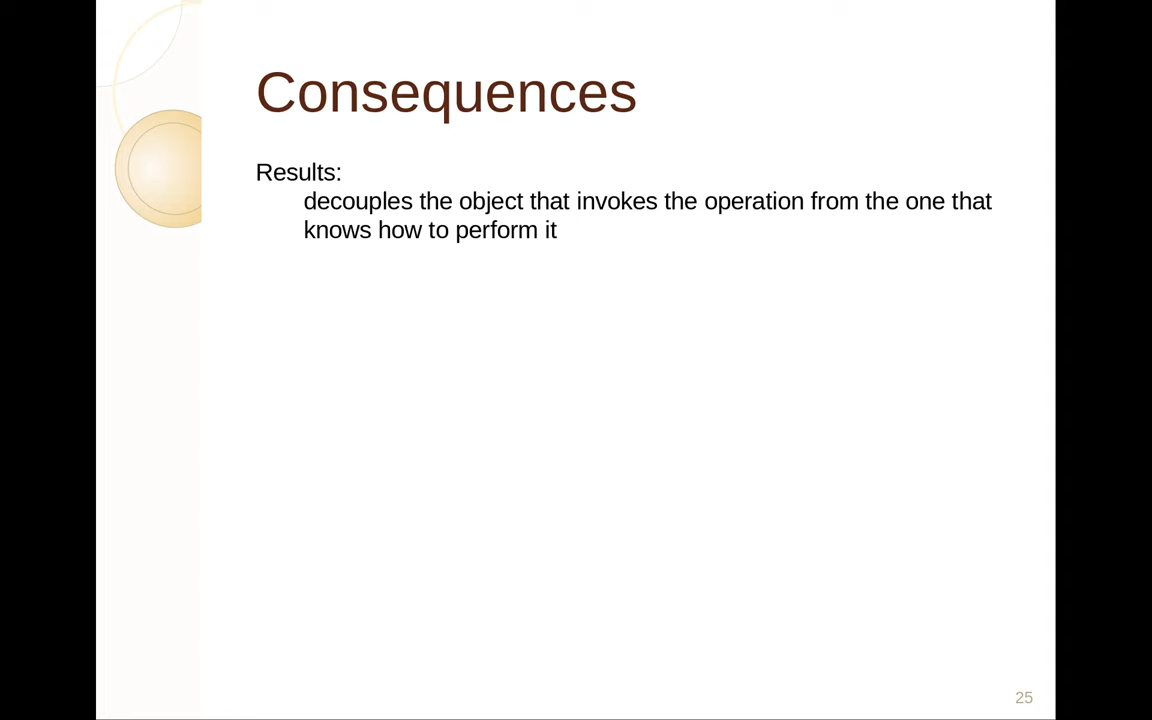 Consequences
Results:
decouples the object that invokes the operation from the one that
knows how to perform it
25